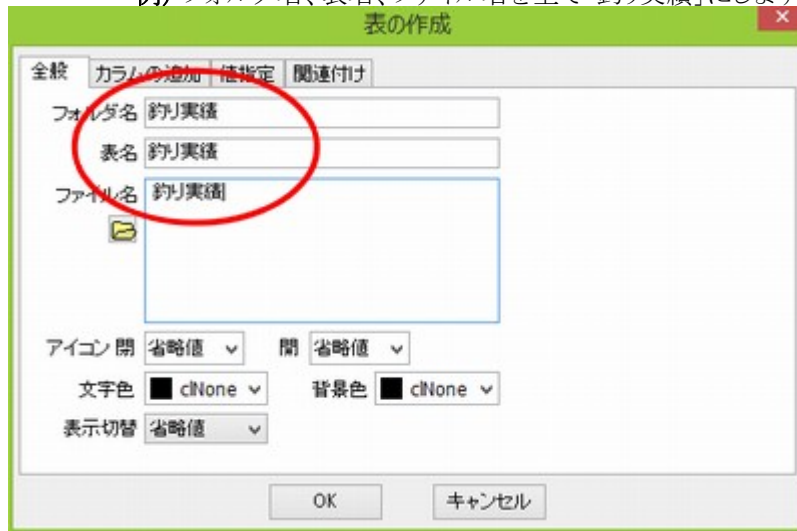 例) フォルダ名、表名、ファイル名を全て「釣り実績」にします
表の作成
全般 カラムの追加 値指定 関連付け
フォルダ名 釣り実績
表名 釣り実績
ファイル名 釣り実績
アイコン 閉 省略値 開 省略値
文字色 clNone 背景色 clNone
表示切替 省略値
OK キャンセル